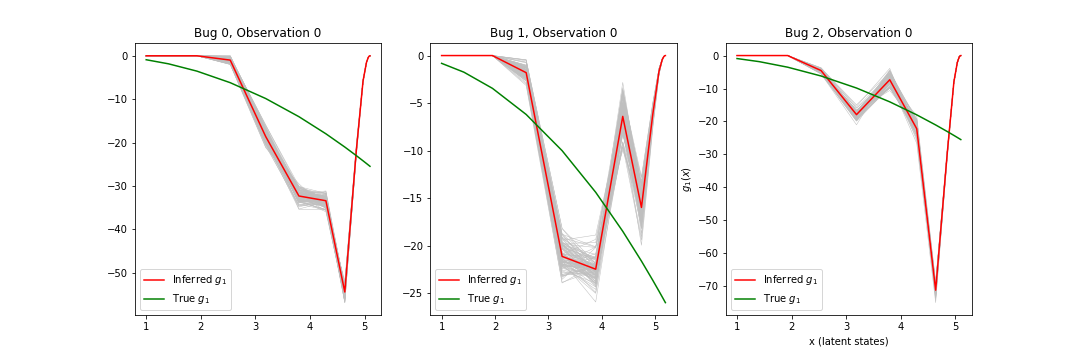 Bug 0, Observation 0
0
−10
−20
−30
−40
−50
1 2 3 4 5
Inferred g₁
True g₁
Bug 1, Observation 0
0
−5
−10
−15
−20
−25
1 2 3 4 5
Inferred g₁
True g₁
Bug 2, Observation 0
g₁(x)
0
−10
−20
−30
−40
−50
−60
−70
1 2 3 4 5
x (latent states)
Inferred g₁
True g₁